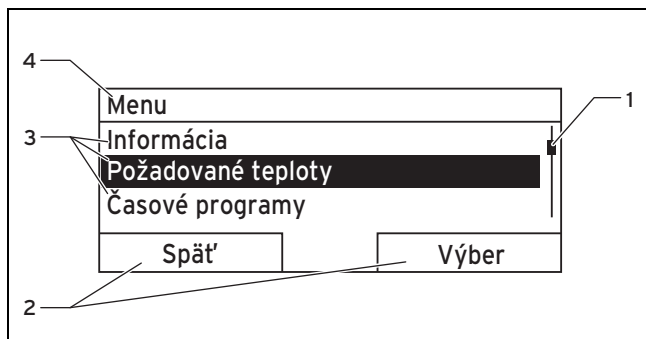 4
Menu
1
3
Informácia
Požadované teploty
Časové programy
Späť
Výber
2